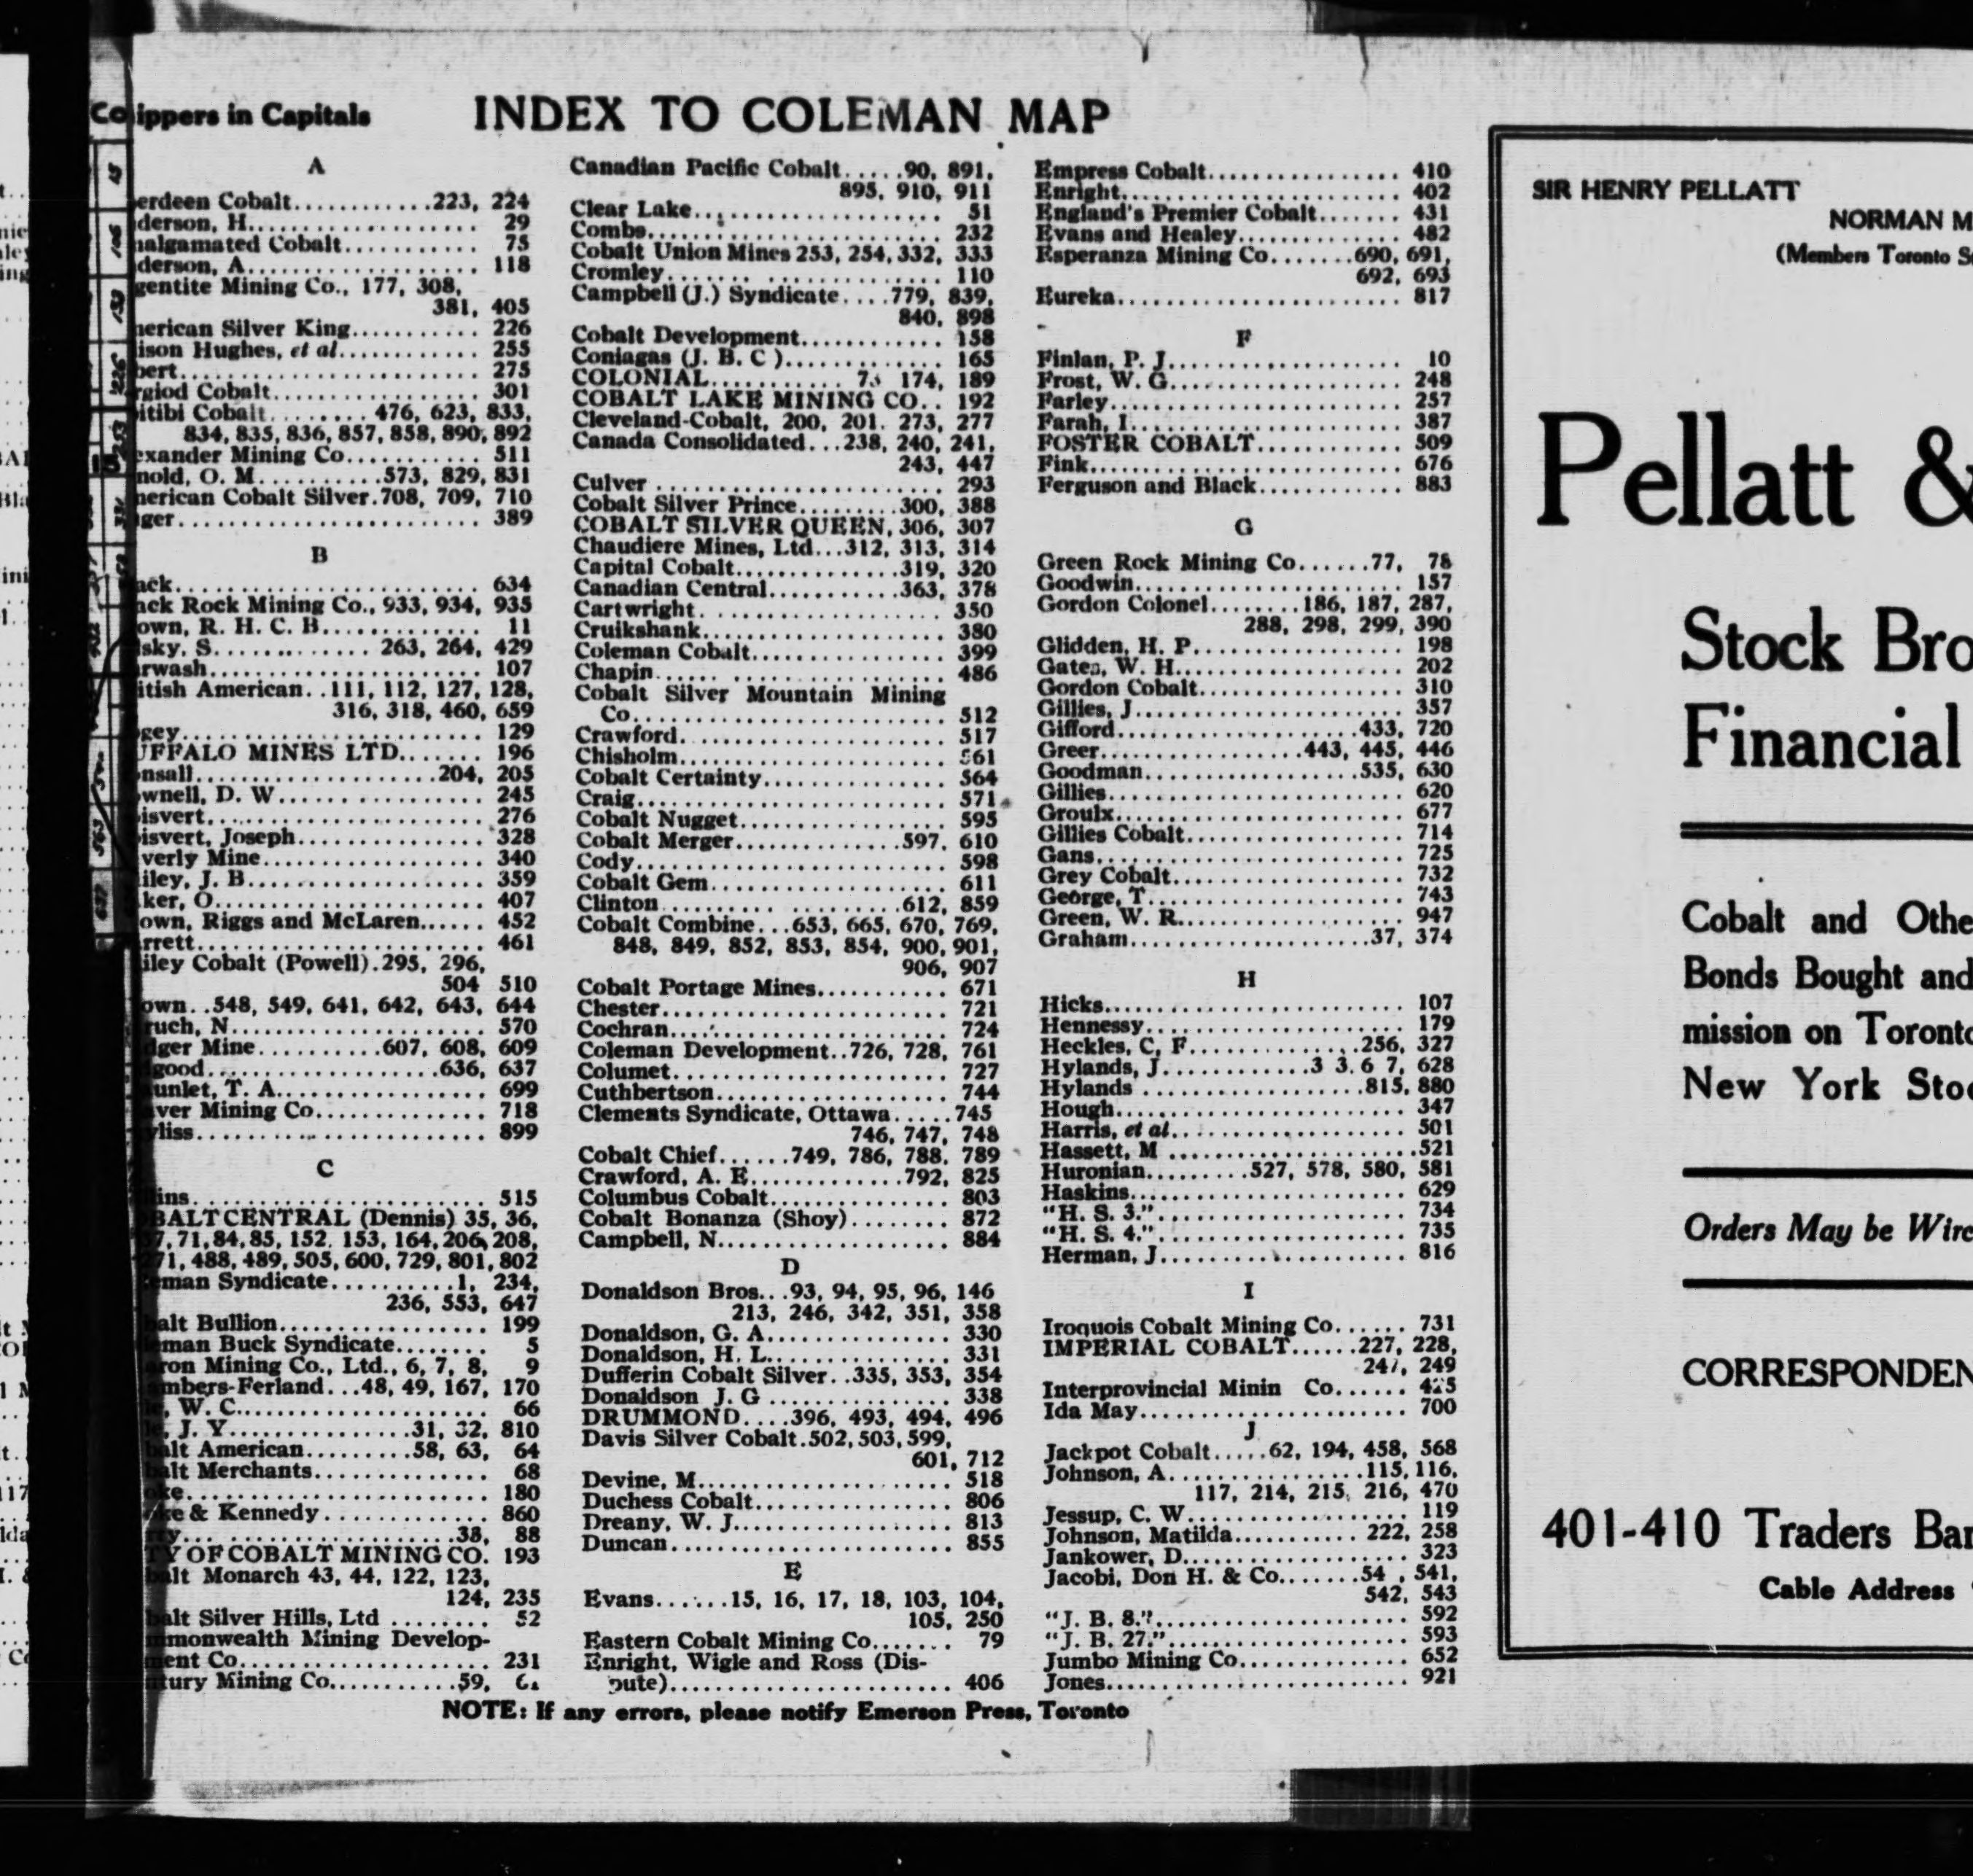 ippers in Capitals
INDEX TO COLEMAN MAP
A
erdeen Cobalt............223, 224
derson, H.................... 29
nalgamated Cobalt............ 75
derson, A.................... 118
gentite Mining Co., 177, 308,
381, 405
nerican Silver King........... 226
ison Hughes, et al............ 255
bert.......................... 275
rgiod Cobalt.................. 301
itibi Cobalt........ 476, 623, 833,
834, 835, 836, 857, 858, 890, 892
exander Mining Co............ 511
nold, O. M...........573, 829, 831
nerican Cobalt Silver.708, 709, 710
ger.......................... 389
B
ack........................... 634
ack Rock Mining Co., 933, 934, 935
own, R. H. C. B.............. 11
lsky, S............. 263, 264, 429
rwash........................ 107
itish American. .111, 112, 127, 128,
316, 318, 460, 659
gey.......................... 129
UFFALO MINES LTD....... 196
nsall....................204, 205
wnell, D. W................. 245
isvert........................ 276
isvert, Joseph................ 328
verly Mine................... 340
iley, J. B.................... 359
ker, O....................... 407
own, Riggs and McLaren...... 452
rrett......................... 461
iley Cobalt (Powell).295, 296,
504 510
own. .548, 549, 641, 642, 643, 644
ruch, N...................... 570
dger Mine..........607, 608, 609
good....................636, 637
unlet, T. A.................. 699
ver Mining Co............... 718
yliss......................... 899
C
ins.......................... 515
BALT CENTRAL (Dennis) 35, 36,
37, 71, 84, 85, 152, 153, 164, 206, 208,
271, 488, 489, 505, 600, 729, 801, 802
eman Syndicate..........1, 234,
236, 553, 647
alt Bullion................... 199
eman Buck Syndicate........ 5
aron Mining Co., Ltd., 6, 7, 8, 9
ambers-Ferland...48, 49, 167, 170
W. C....................... 66
J. Y...............31, 32, 810
alt American.........58, 63, 64
alt Merchants............... 68
oke.......................... 180
ke & Kennedy............... 860
ry.......................38, 88
TY OF COBALT MINING CO. 193
balt Monarch 43, 44, 122, 123,
124, 235
balt Silver Hills, Ltd ........ 52
mmonwealth Mining Develop-
ment Co..................... 231
ntury Mining Co...........59,
Canadian Pacific Cobalt.....90, 891,
895, 910, 911
Clear Lake.................... 51
Combs........................ 232
Cobalt Union Mines 253, 254, 332, 333
Cromley...................... 110
Campbell (J.) Syndicate....779, 839,
840, 898
Cobalt Development............ 158
Coniagas (J. B. C )............ 165
COLONIAL........... 174, 189
COBALT LAKE MINING CO.. 192
Cleveland-Cobalt, 200, 201. 273, 277
Canada Consolidated...238, 240, 241,
243, 447
Culver ........................ 293
Cobalt Silver Prince.........300, 388
COBALT SILVER QUEEN, 306, 307
Chaudiere Mines, Ltd...312, 313, 314
Capital Cobalt..............319, 320
Canadian Central...........363, 378
Cartwright.................... 350
Cruikshank.................... 380
Coleman Cobalt................ 399
Chapin........................ 486
Cobalt Silver Mountain Mining
Co.......................... 512
Crawford...................... 517
Chisholm...................... 561
Cobalt Certainty............... 564
Craig.......................... 571
Cobalt Nugget................. 595
Cobalt Merger..............597, 610
Cody.......................... 598
Cobalt Gem................... 611
Clinton.....................612, 859
Cobalt Combine...653, 665, 670, 769,
848, 849, 852, 853, 854, 900, 901,
906, 907
Cobalt Portage Mines........... 671
Chester........................ 721
Cochran....................... 724
Coleman Development..726, 728, 761
Columet....................... 727
Cuthbertson................... 744
Clements Syndicate, Ottawa.....745
746, 747, 748
Cobalt Chief......749, 786, 788, 789
Crawford, A. E.............792, 825
Columbus Cobalt............... 803
Cobalt Bonanza (Shoy)........ 872
Campbell, N................... 884
D
Donaldson Bros...93, 94, 95, 96, 146
213, 246, 342, 351, 358
Donaldson, G. A............... 330
Donaldson, H. L............... 331
Dufferin Cobalt Silver..335, 353, 354
Donaldson J. G ............... 338
DRUMMOND....396, 493, 494, 496
Davis Silver Cobalt.502, 503, 599,
601, 712
Devine, M..................... 518
Duchess Cobalt................ 806
Dreany, W. J.................. 813
Duncan........................ 855
E
Evans.......15, 16, 17, 18, 103, 104,
105, 250
Eastern Cobalt Mining Co....... 79
Enright, Wigle and Ross (Dis-
pute)........................ 406
Empress Cobalt................ 410
Enright........................ 402
England's Premier Cobalt....... 431
Evans and Healey.............. 482
Esperanza Mining Co.......690, 691,
692, 693
Eureka........................ 817
F
Finlan, P. J.................... 10
Frost, W. G................... 248
Farley......................... 257
Farah, I....................... 387
FOSTER COBALT............ 509
Fink.......................... 676
Ferguson and Black............ 883
G
Green Rock Mining Co......77, 78
Goodwin...................... 157
Gordon Colonel........186, 187, 287,
288, 298, 299, 390
Glidden, H. P.................. 198
Gates, W. H................... 202
Gordon Cobalt................. 310
Gillies, J....................... 357
Gifford.....................433, 720
Greer.................443, 445, 446
Goodman..................535, 630
Gillies......................... 620
Groulx........................ 677
Gillies Cobalt.................. 714
Gans.......................... 725
Grey Cobalt................... 732
George, T..................... 743
Green, W. R................... 947
Graham....................37, 374
H
Hicks.......................... 107
Hennessy...................... 179
Heckles, C, F..............256, 327
Hylands, J............3 3. 6 7, 628
Hylands ...................815, 880
Hough......................... 347
Harris, et al.................... 501
Hassett, M .....................521
Huronian.........527, 578, 580, 581
Haskins....................... 629
"H. S. 3."..................... 734
"H. S. 4."..................... 735
Herman, J..................... 816
I
Iroquois Cobalt Mining Co...... 731
IMPERIAL COBALT......227, 228,
247, 249
Interprovincial Minin Co......
Ida May....................... 700
J
Jackpot Cobalt.....62, 194, 458, 568
Johnson, A.................115, 116,
117, 214, 215, 216, 470
Jessup, C. W................... 119
Johnson, Matilda........... 222, 258
Jankower, D................... 323
Jacobi, Don H. & Co.......54 , 541,
542, 543
"J. B. 8."...................... 592
"J. B. 27."..................... 593
Jumbo Mining Co.............. 652
Jones.......................... 921
NOTE: If any errors, please notify Emerson Press, Toronto
SIR HENRY PELLATT
NORMAN M
(Members Toronto S
Pellatt &
Stock Bro
Financial
Cobalt and Othe
Bonds Bought and
mission on Toronto
New York Stoc
Orders May be Wire
CORRESPONDEN
401-410 Traders Ban
Cable Address